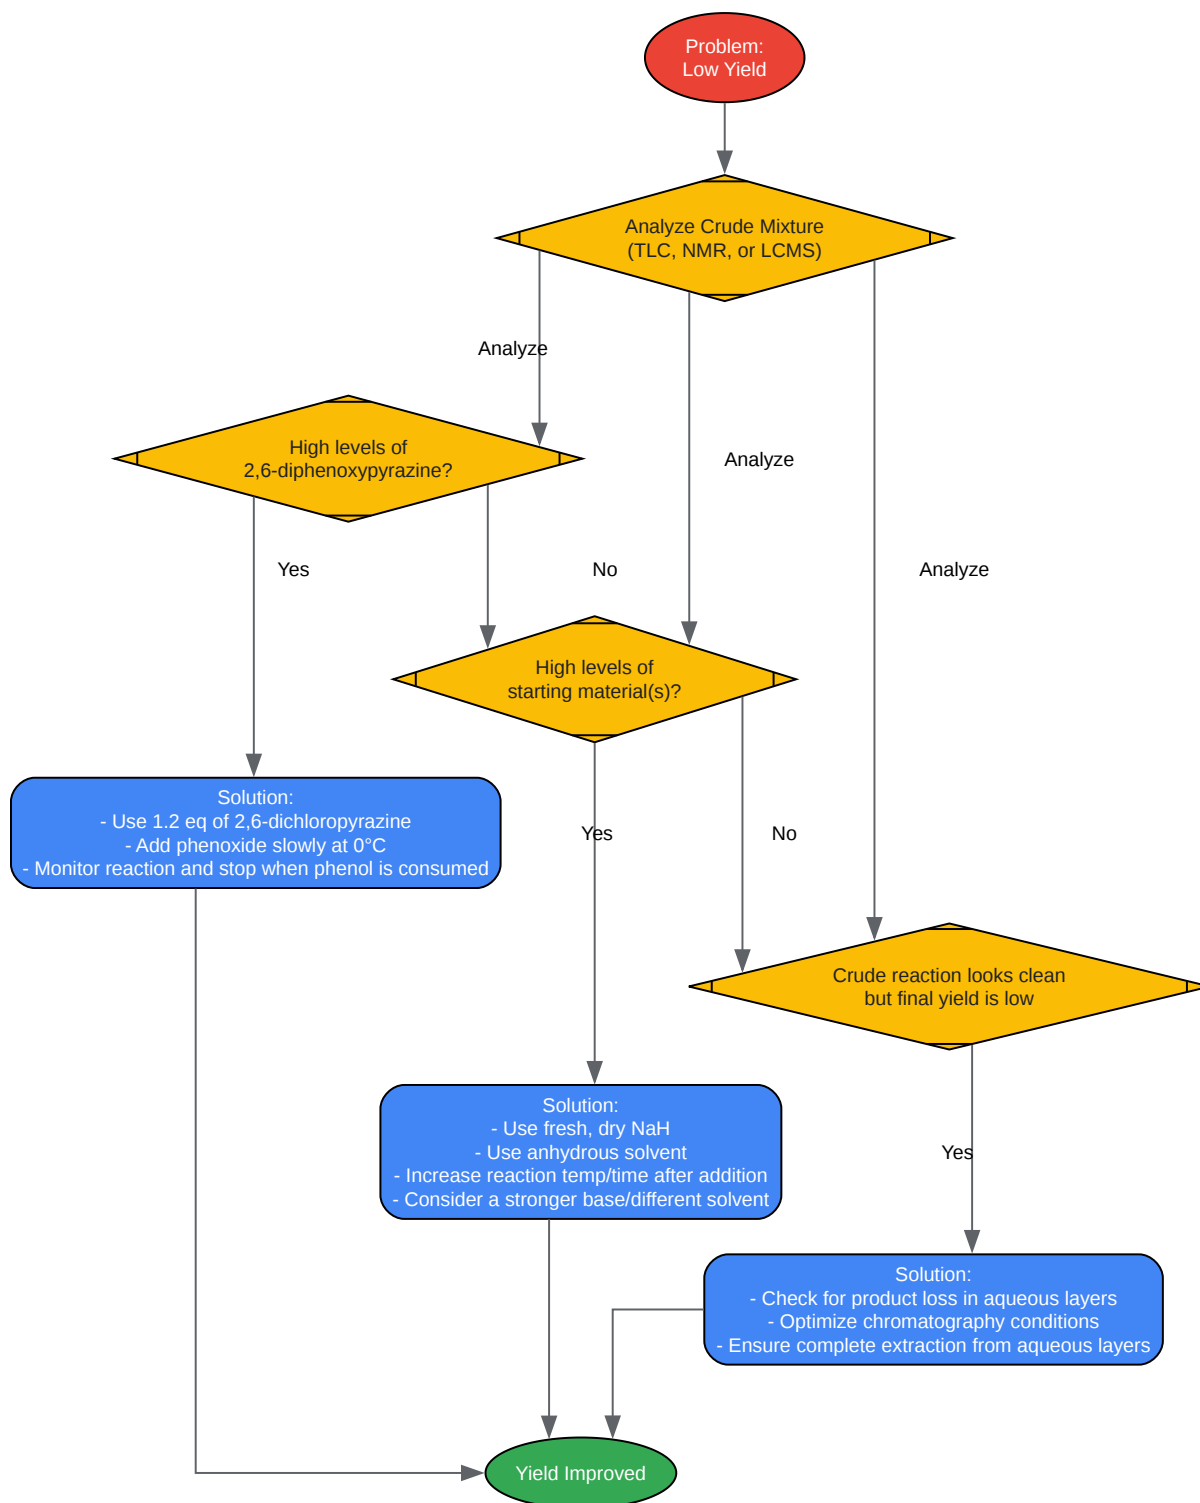 Problem:
Low Yield
Analyze Crude Mixture
(TLC, NMR, or LCMS)
Analyze
High levels of
2,6-diphenoxypyrazine?
Analyze
Yes
No
Analyze
High levels of
starting material(s)?
Solution:
- Use 1.2 eq of 2,6-dichloropyrazine
- Add phenoxide slowly at 0°C
- Monitor reaction and stop when phenol is consumed
Yes
No
Crude reaction looks clean
but final yield is low
Solution:
- Use fresh, dry NaH
- Use anhydrous solvent
- Increase reaction temp/time after addition
- Consider a stronger base/different solvent
Yes
Solution:
- Check for product loss in aqueous layers
- Optimize chromatography conditions
- Ensure complete extraction from aqueous layers
Yield Improved